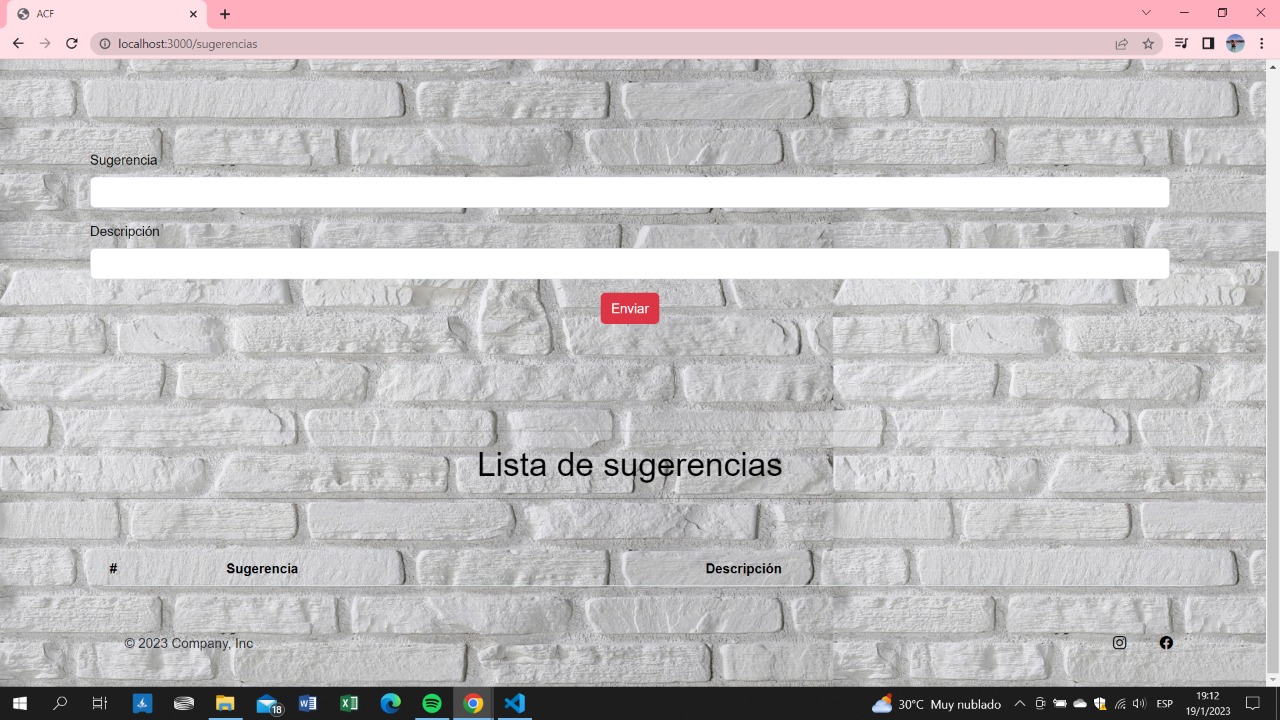 ACF
localhost:3000/sugerencias
Sugerencia
Descripción
Enviar
Lista de sugerencias
# Sugerencia Descripción
© 2023 Company, Inc
18
30°C Muy nublado
ESP
19:12
19/1/2023